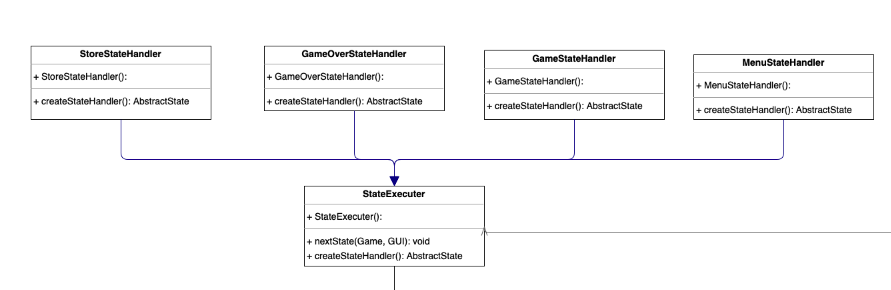 StoreStateHandler
+ StoreStateHandler():
+ createStateHandler(): AbstractState
GameOverStateHandler
+ GameOverStateHandler():
+ createStateHandler(): AbstractState
GameStateHandler
+ GameStateHandler():
+ createStateHandler(): AbstractState
MenuStateHandler
+ MenuStateHandler():
+ createStateHandler(): AbstractState
StateExecuter
+ StateExecuter():
+ nextState(Game, GUI): void
+ createStateHandler(): AbstractState